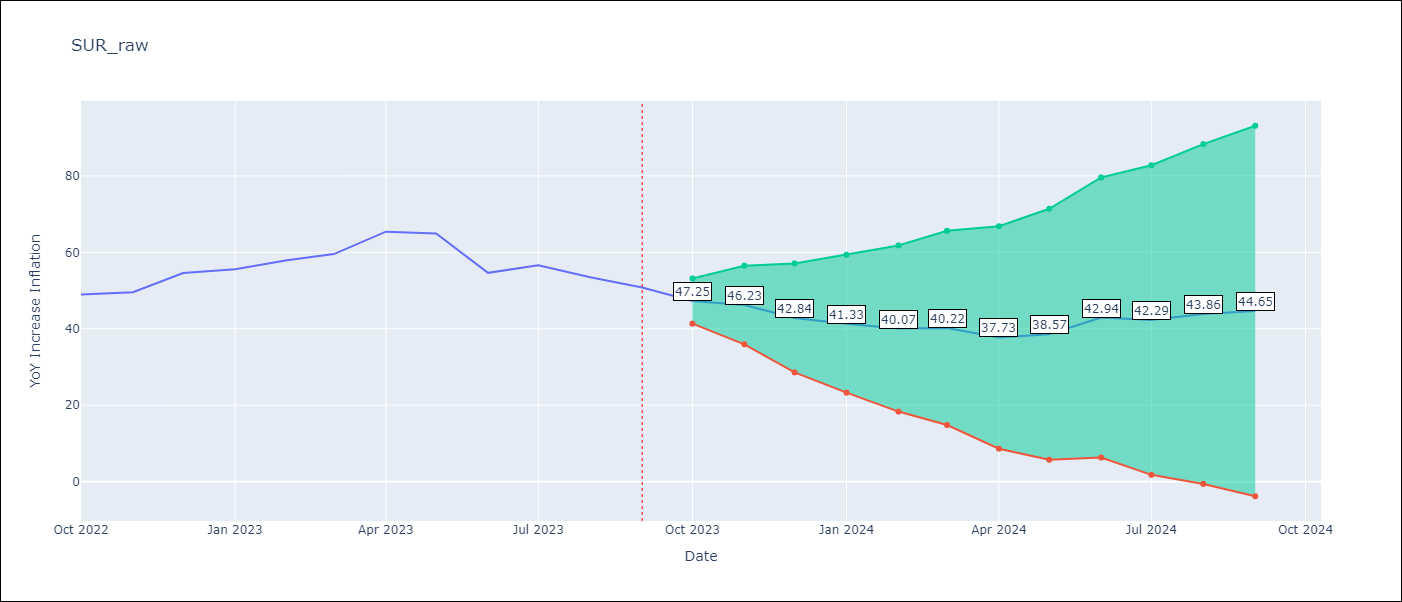 SUR_raw
YoY Increase Inflation
80
60
40
20
0
47.25
46.23
42.84
41.33
40.07
40.22
37.73
38.57
42.94
42.29
43.86
44.65
Oct 2022
Jan 2023
Apr 2023
Jul 2023
Oct 2023
Jan 2024
Apr 2024
Jul 2024
Oct 2024
Date